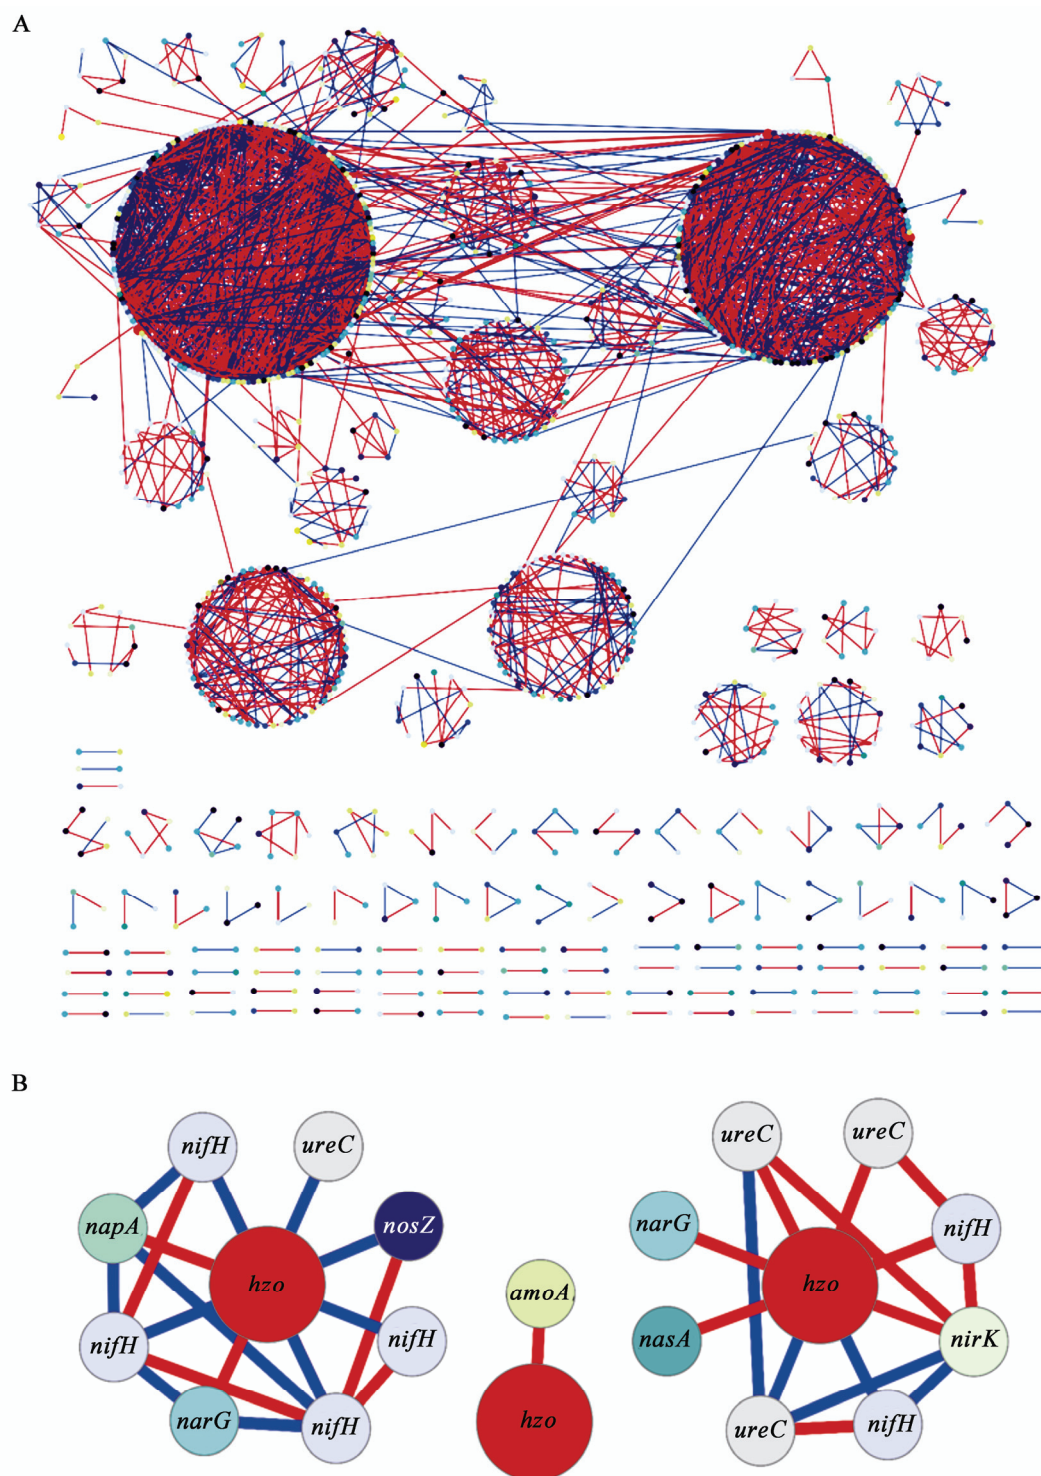 A
B
nifH ureC ureC ureC
napA nosZ narG nifH
hzo amoA hzo
nifH nifH nasA nirK
hzo
narG nifH ureC nifH